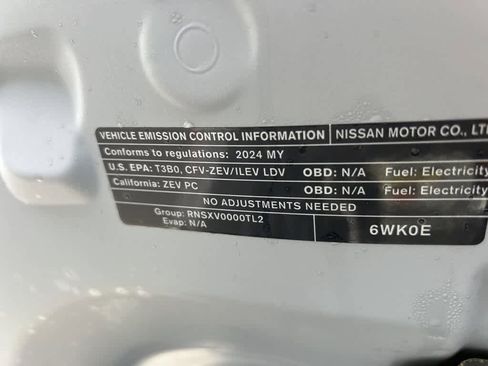 VEHICLE EMISSION CONTROL INFORMATION NISSAN MOTOR CO., LT
Conforms to regulations: 2024 MY
U.S. EPA: T3B0, CFV-ZEV/ILEV LDV OBD: N/A Fuel: Electricity
California: ZEV PC OBD: N/A Fuel: Electricity
NO ADJUSTMENTS NEEDED
Group: RNSXV0000TL2
Evap: N/A
6WK0E